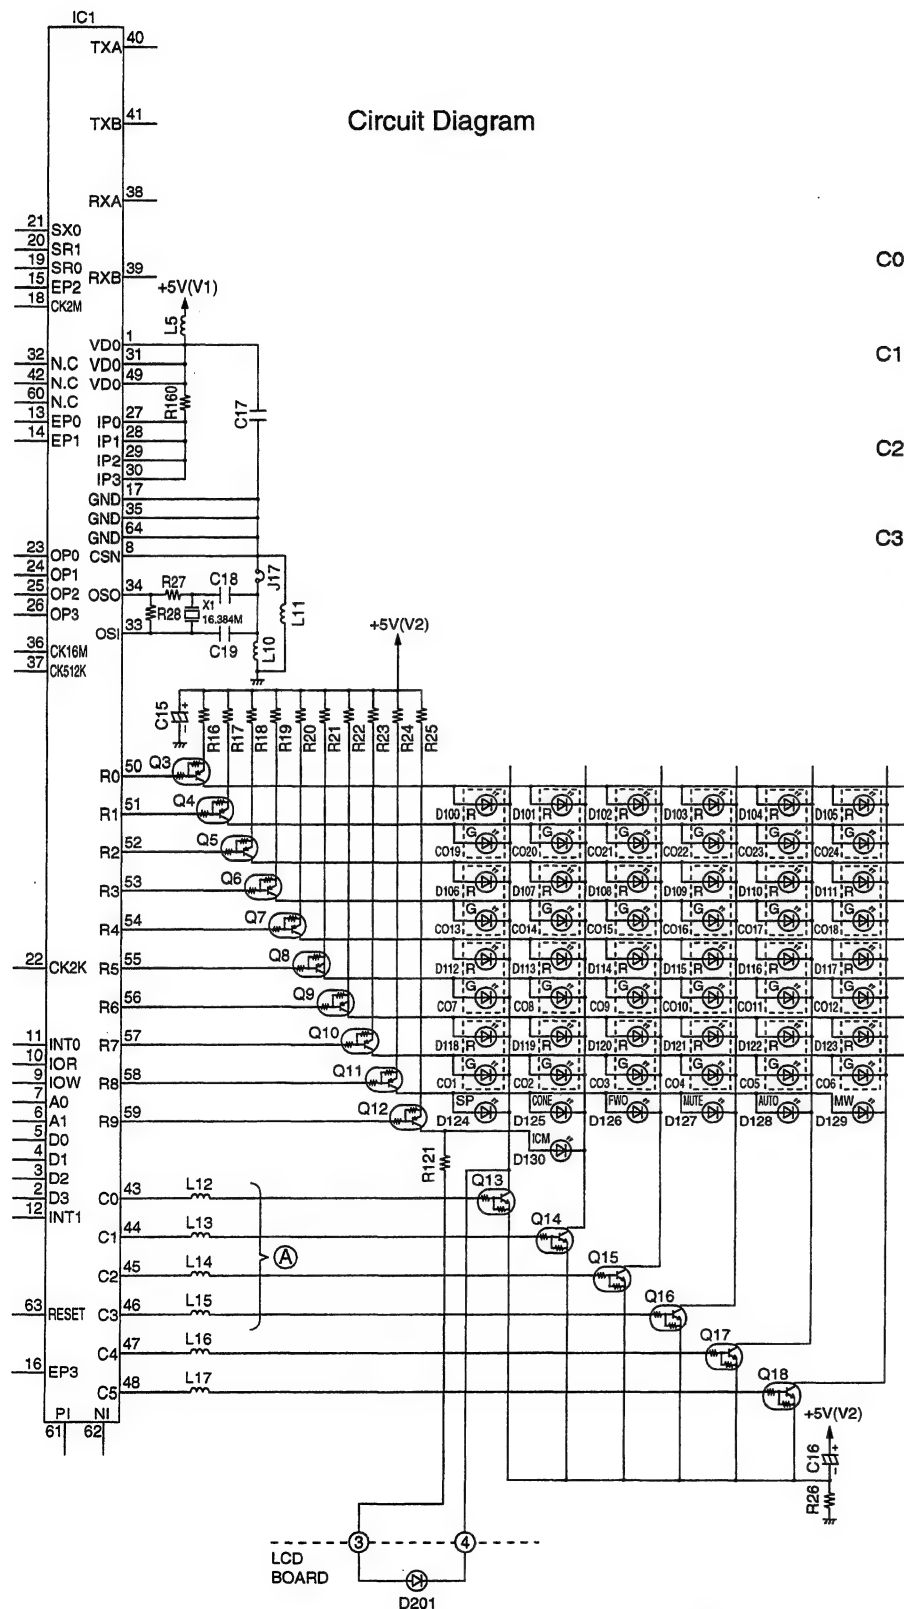 IC1
TXA 40
Circuit Diagram
TXB 41
RXA 38
21 SX0
20 SR1
19 SR0
RXB 39
15 EP2
18 CK2M
C0
+5V(V1)
L5
VD0 1
C1
32 N.C VD0 31
42 N.C VD0 49
60 N.C
R160
C17
13 EP0 IP0 27
14 EP1 IP1 28
IP2 29
C2
IP3 30
GND 17
GND 35
GND 64
C3
23 OP0 CSN 8
24 OP1
J17
25 OP2 OSO 34 R27 C18
26 OP3
R28 X1
16.384M
L11
OSI 33 C19 L10
+5V(V2)
36 CK16M
37 CK512K
C15 + -
R16 R17 R18 R19 R20 R21 R22 R23 R24 R25
R0 50 Q3
D100 R D101 R D102 R D103 R D104 R D105 R
R1 51 Q4
G G G G G G
CO19 CO20 CO21 CO22 CO23 CO24
R2 52 Q5
D106 R D107 R D108 R D109 R D110 R D111 R
R3 53 Q6
G G G G G G
CO13 CO14 CO15 CO16 CO17 CO18
R4 54 Q7
D112 R D113 R D114 R D115 R D116 R D117 R
22 CK2K R5 55 Q8
G G G G G G
CO7 CO8 CO9 CO10 CO11 CO12
R6 56 Q9
D118 R D119 R D120 R D121 R D122 R D123 R
11 INT0 R7 57 Q10
10 IOR
G G G G G G
CO1 CO2 CO3 CO4 CO5 CO6
9 IOW R8 58 Q11
7 A0
SP CONE FWO MUTE AUTO MW
D124 D125 D126 D127 D128 D129
6 A1 R9 59 Q12
5 D0
ICM
D130
R121
4 D1
3 D2
2 D3 C0 43 L12 Q13
12 INT1
C1 44 L13 Q14
A
C2 45 L14 Q15
63 RESET C3 46 L15 Q16
C4 47 L16 Q17
16 EP3
C5 48 L17 Q18
PI NI
61 62
+5V(V2)
C16 + -
R26
3 4
LCD
BOARD
D201